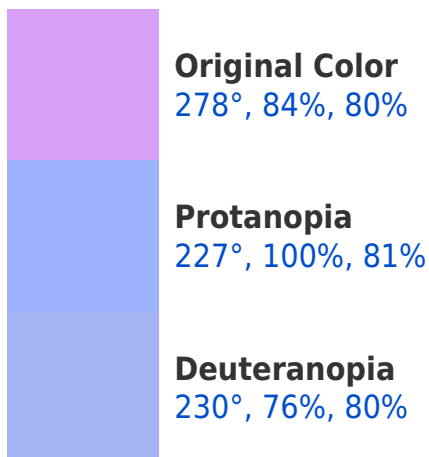 Original Color
278°, 84%, 80%
Protanopia
227°, 100%, 81%
Deuteranopia
230°, 76%, 80%